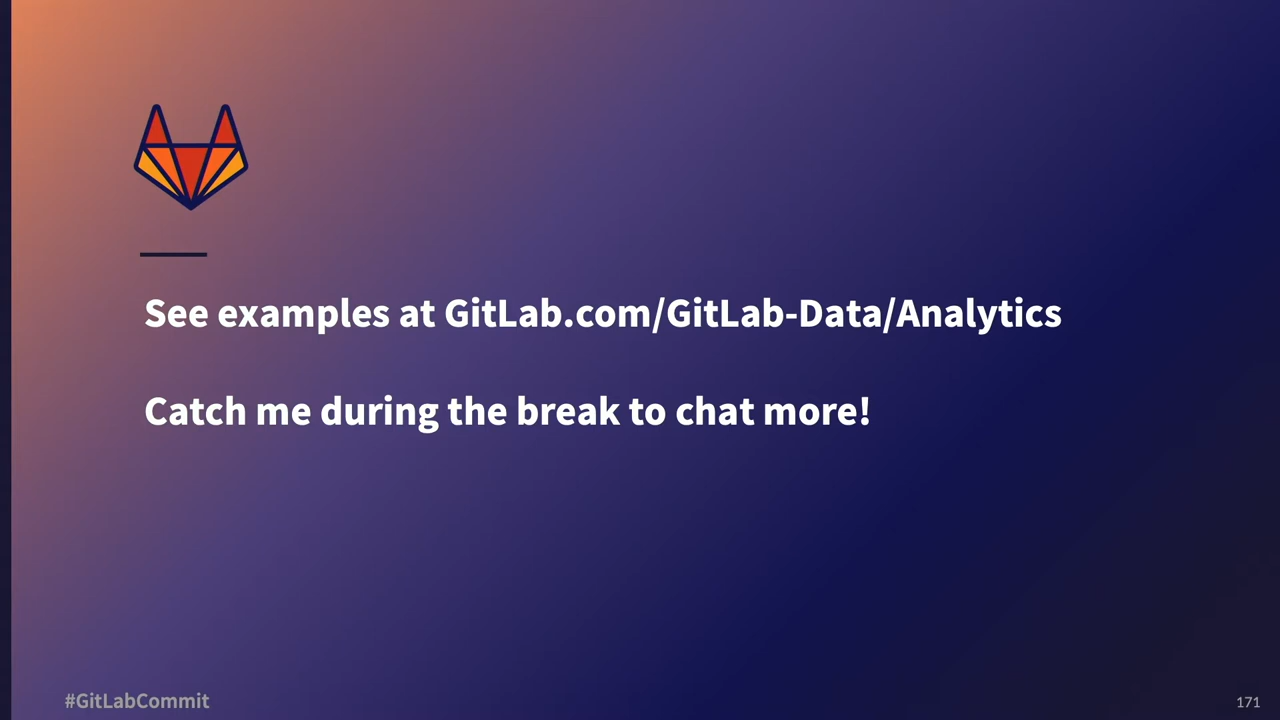 See examples at GitLab.com/GitLab-Data/Analytics
Catch me during the break to chat more!
#GitLabCommit
171